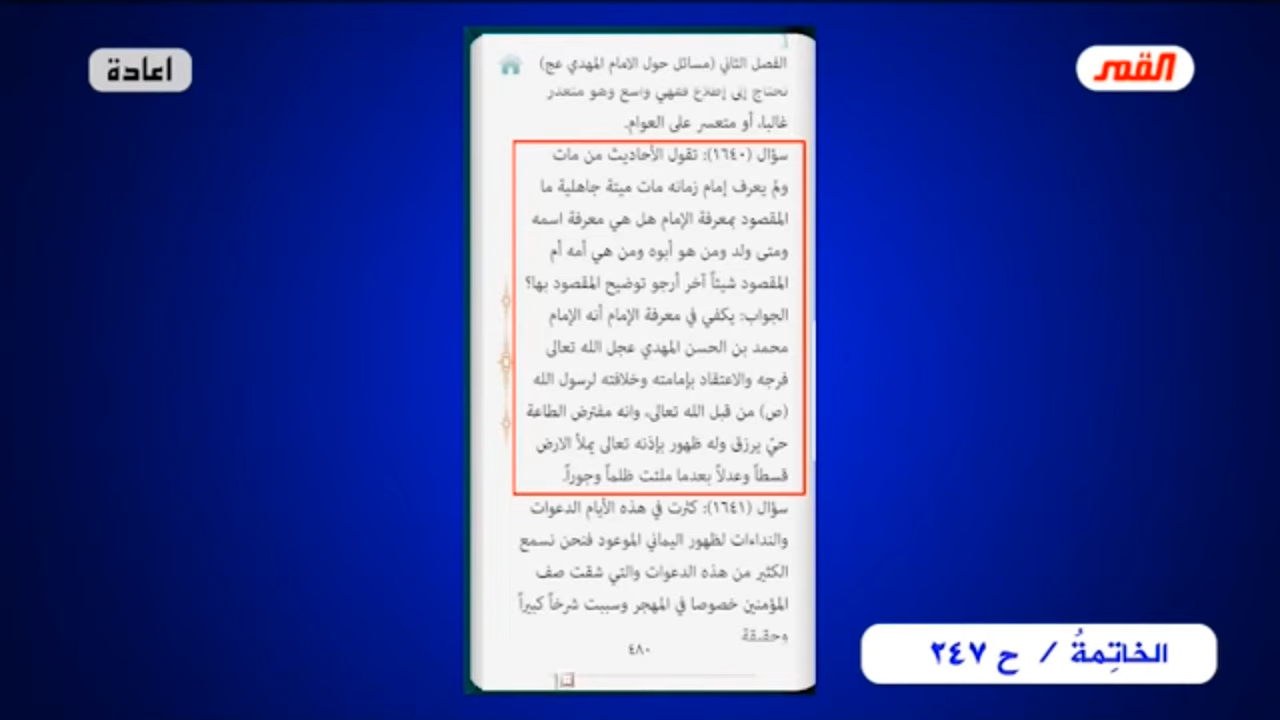 اعادة
القمر
الفصل الثاني (مسائل حول الامام المهدي عج)
تحتاج إلى إطلاع فقهي واسع وهو متعذر
غالبا، أو متعسر على العوام.
سؤال (١٦٤٠): تقول الأحاديث من مات
ولم يعرف إمام زمانه مات ميتة جاهلية ما
المقصود بمعرفة الإمام هل هي معرفة اسمه
ومتى ولد ومن هو أبوه ومن هي أمه أم
المقصود شيئاً آخر أرجو توضيح المقصود بها؟
الجواب: يكفي في معرفة الإمام أنه الإمام
محمد بن الحسن المهدي عجل الله تعالى
فرجه والاعتقاد بإمامته وخلافته لرسول الله
(ص) من قبل الله تعالى، وانه مفترض الطاعة
حيّ يرزق وله ظهور بإذنه تعالى يملأ الارض
قسطاً وعدلاً بعدما ملئت ظلماً وجوراً.
سؤال (١٦٤١): كثرت في هذه الأيام الدعوات
والنداءات لظهور اليماني الموعود فنحن نسمع
الكثير من هذه الدعوات والتي شقت صف
المؤمنين خصوصا في المهجر وسببت شرخاً كبيراً
وحقيقة
٤٨٠
الخاتِمةُ / ح ٢٤٧